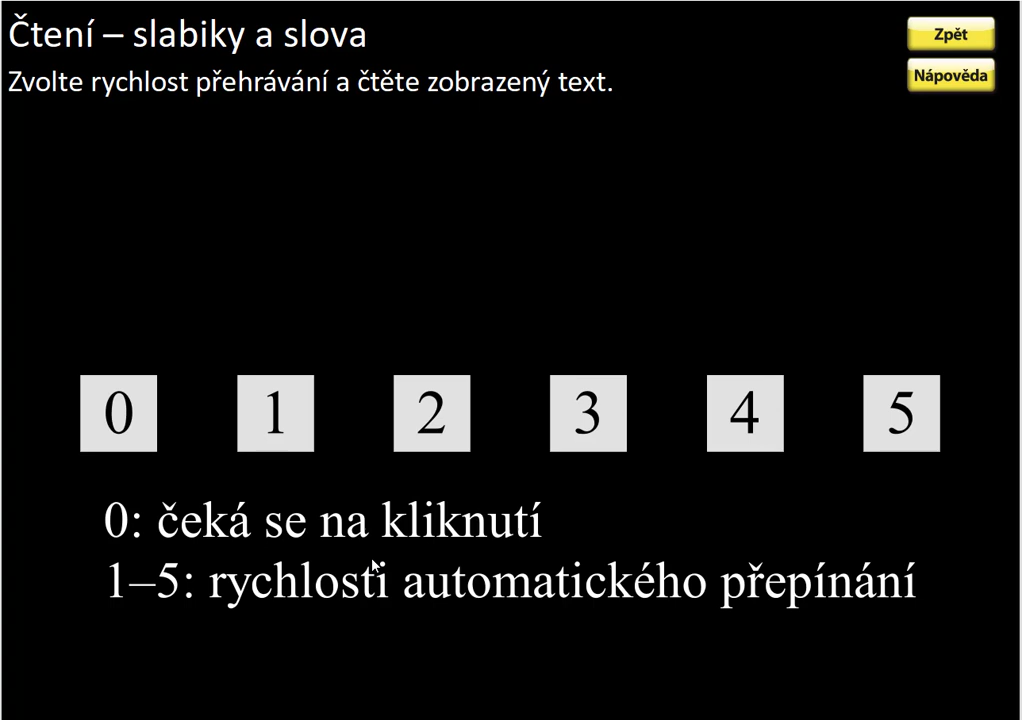 Čtení – slabiky a slova
Zpět
Zvolte rychlost přehrávání a čtěte zobrazený text.
Nápověda
0 1 2 3 4 5
0: čeká se na kliknutí
1–5: rychlosti automatického přepínání